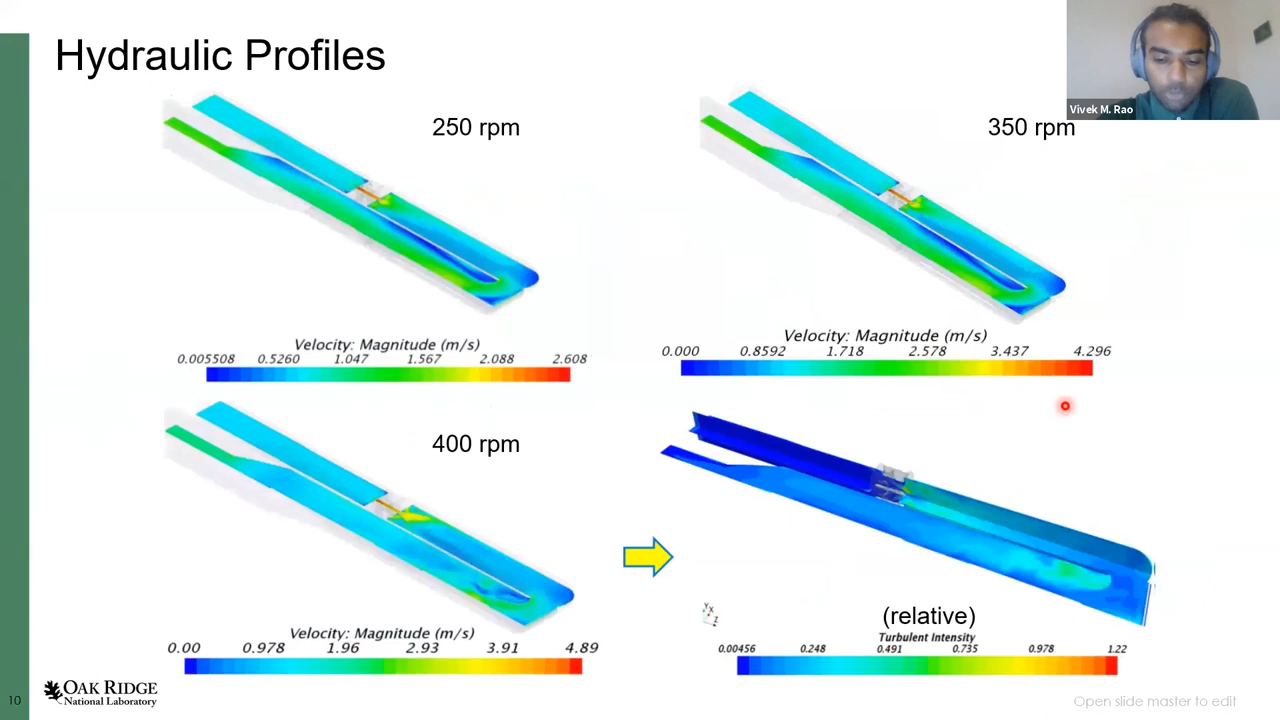 Hydraulic Profiles
Vivek M. Rao
250 rpm
350 rpm
Velocity: Magnitude (m/s)
0.005508 0.5260 1.047 1.567 2.088 2.608
Velocity: Magnitude (m/s)
0.000 0.8592 1.718 2.578 3.437 4.296
400 rpm
Velocity: Magnitude (m/s)
0.00 0.978 1.96 2.93 3.91 4.89
Y X
Z
(relative)
Turbulent Intensity
0.00456 0.248 0.491 0.735 0.978 1.22
10
OAK RIDGE
National Laboratory
Open slide master to edit